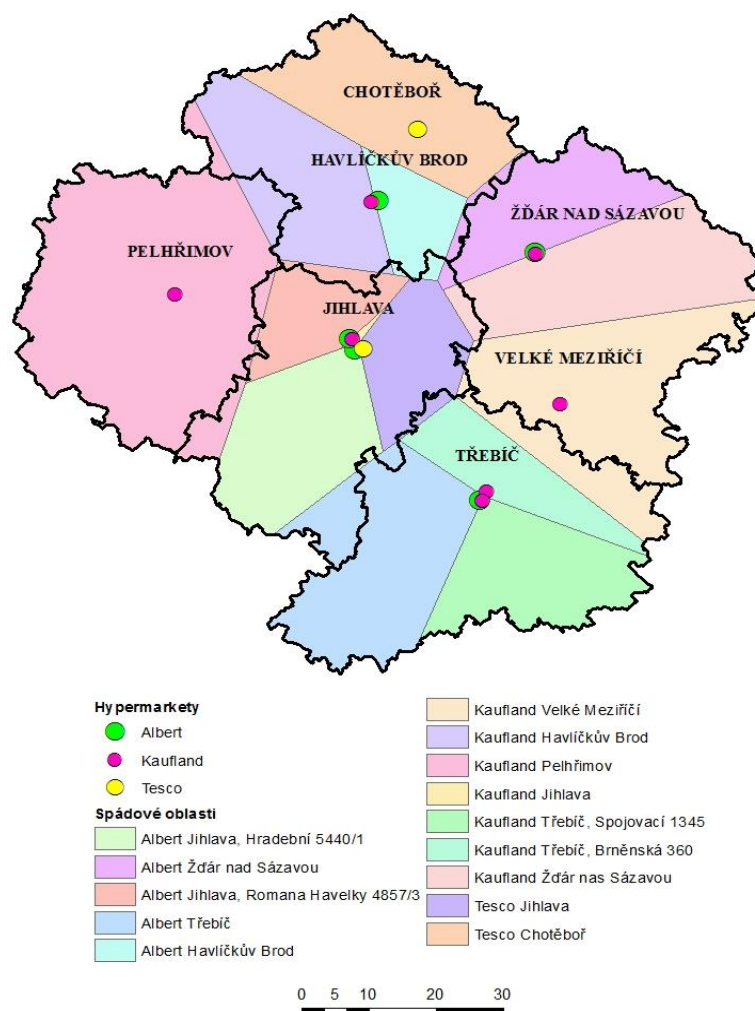 CHOTĚBOŘ
HAVLÍČKŮV BROD
ŽĎÁR NAD SÁZAVOU
PELHŘIMOV
JIHLAVA
VELKÉ MEZIŘÍČÍ
TŘEBÍČ
Hypermarkety
Albert
Kaufland
Tesco
Spádové oblasti
Albert Jihlava, Hradební 5440/1
Albert Žďár nad Sázavou
Albert Jihlava, Romana Havelky 4857/3
Albert Třebíč
Albert Havlíčkův Brod
Kaufland Velké Meziříčí
Kaufland Havlíčkův Brod
Kaufland Pelhřimov
Kaufland Jihlava
Kaufland Třebíč, Spojovací 1345
Kaufland Třebíč, Brněnská 360
Kaufland Žďár nas Sázavou
Tesco Jihlava
Tesco Chotěboř
0 5 10 20 30